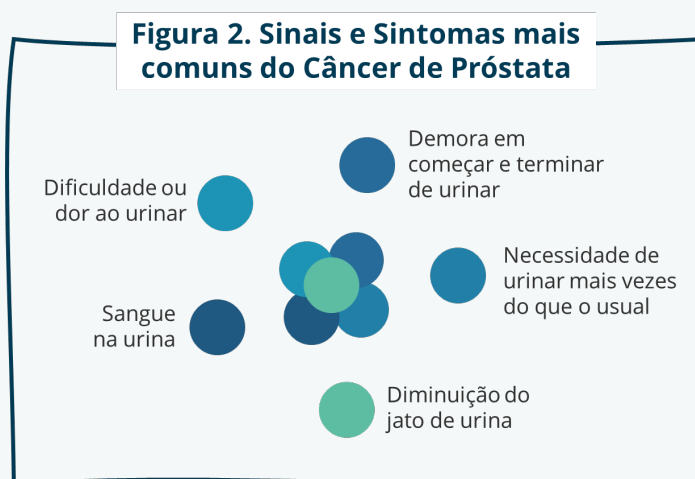 Figura 2. Sinais e Sintomas mais
comuns do Câncer de Próstata
Demora em
começar e terminar
de urinar
Dificuldade ou
dor ao urinar
Necessidade de
urinar mais vezes
do que o usual
Sangue
na urina
Diminuição do
jato de urina